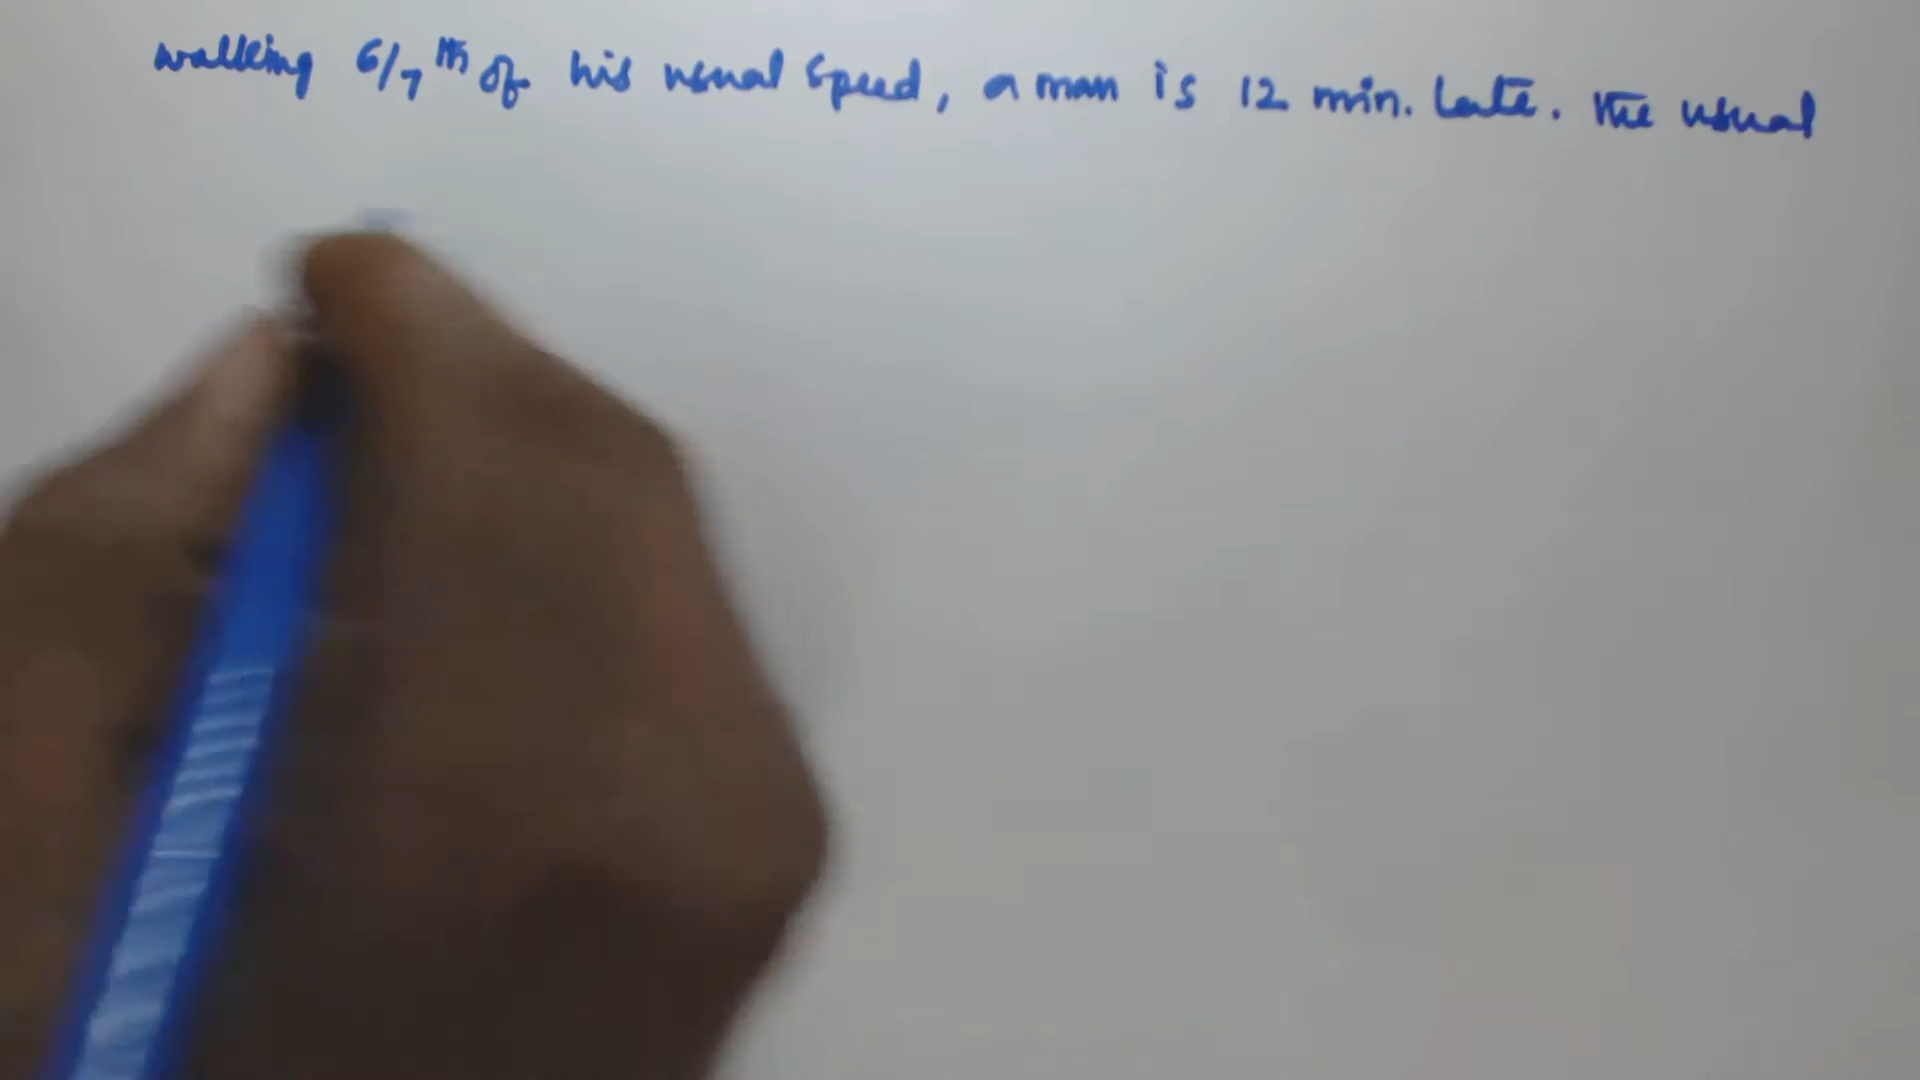 walking 6/7th of his usual speed, a man is 12 min. late. the usual